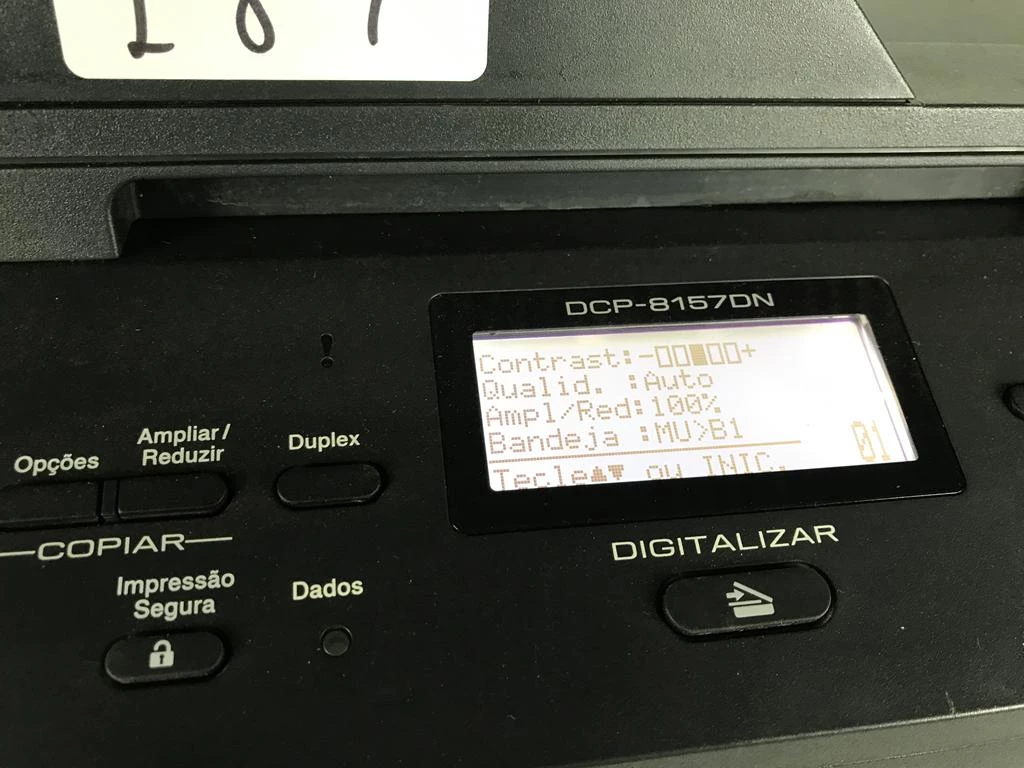 DCP-8157DN
Contrast:-□□■□□+
Qualid. :Auto
Ampl/Red:100%
Bandeja :MU>B1
01
Tecle▲▼ ou INIC.
Opções
Ampliar/
Reduzir
Duplex
COPIAR
DIGITALIZAR
Impressão
Segura
Dados